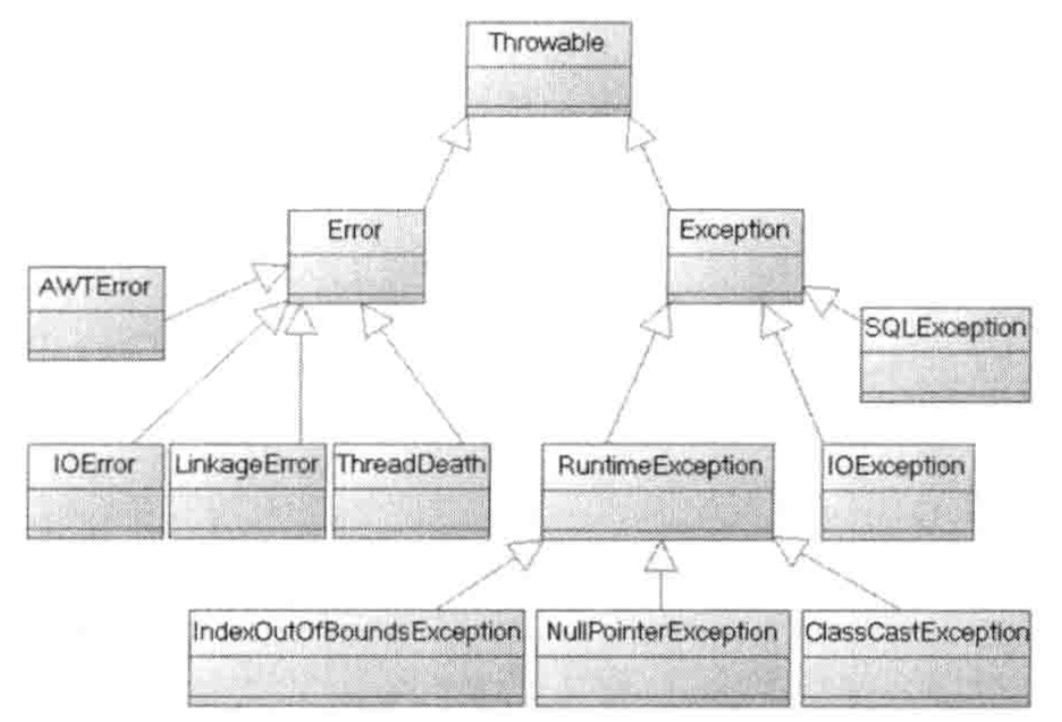 Throwable
Error
Exception
AWTError
SQLException
IOError
LinkageError
ThreadDeath
RuntimeException
IOException
IndexOutOfBoundsException
NullPointerException
ClassCastException